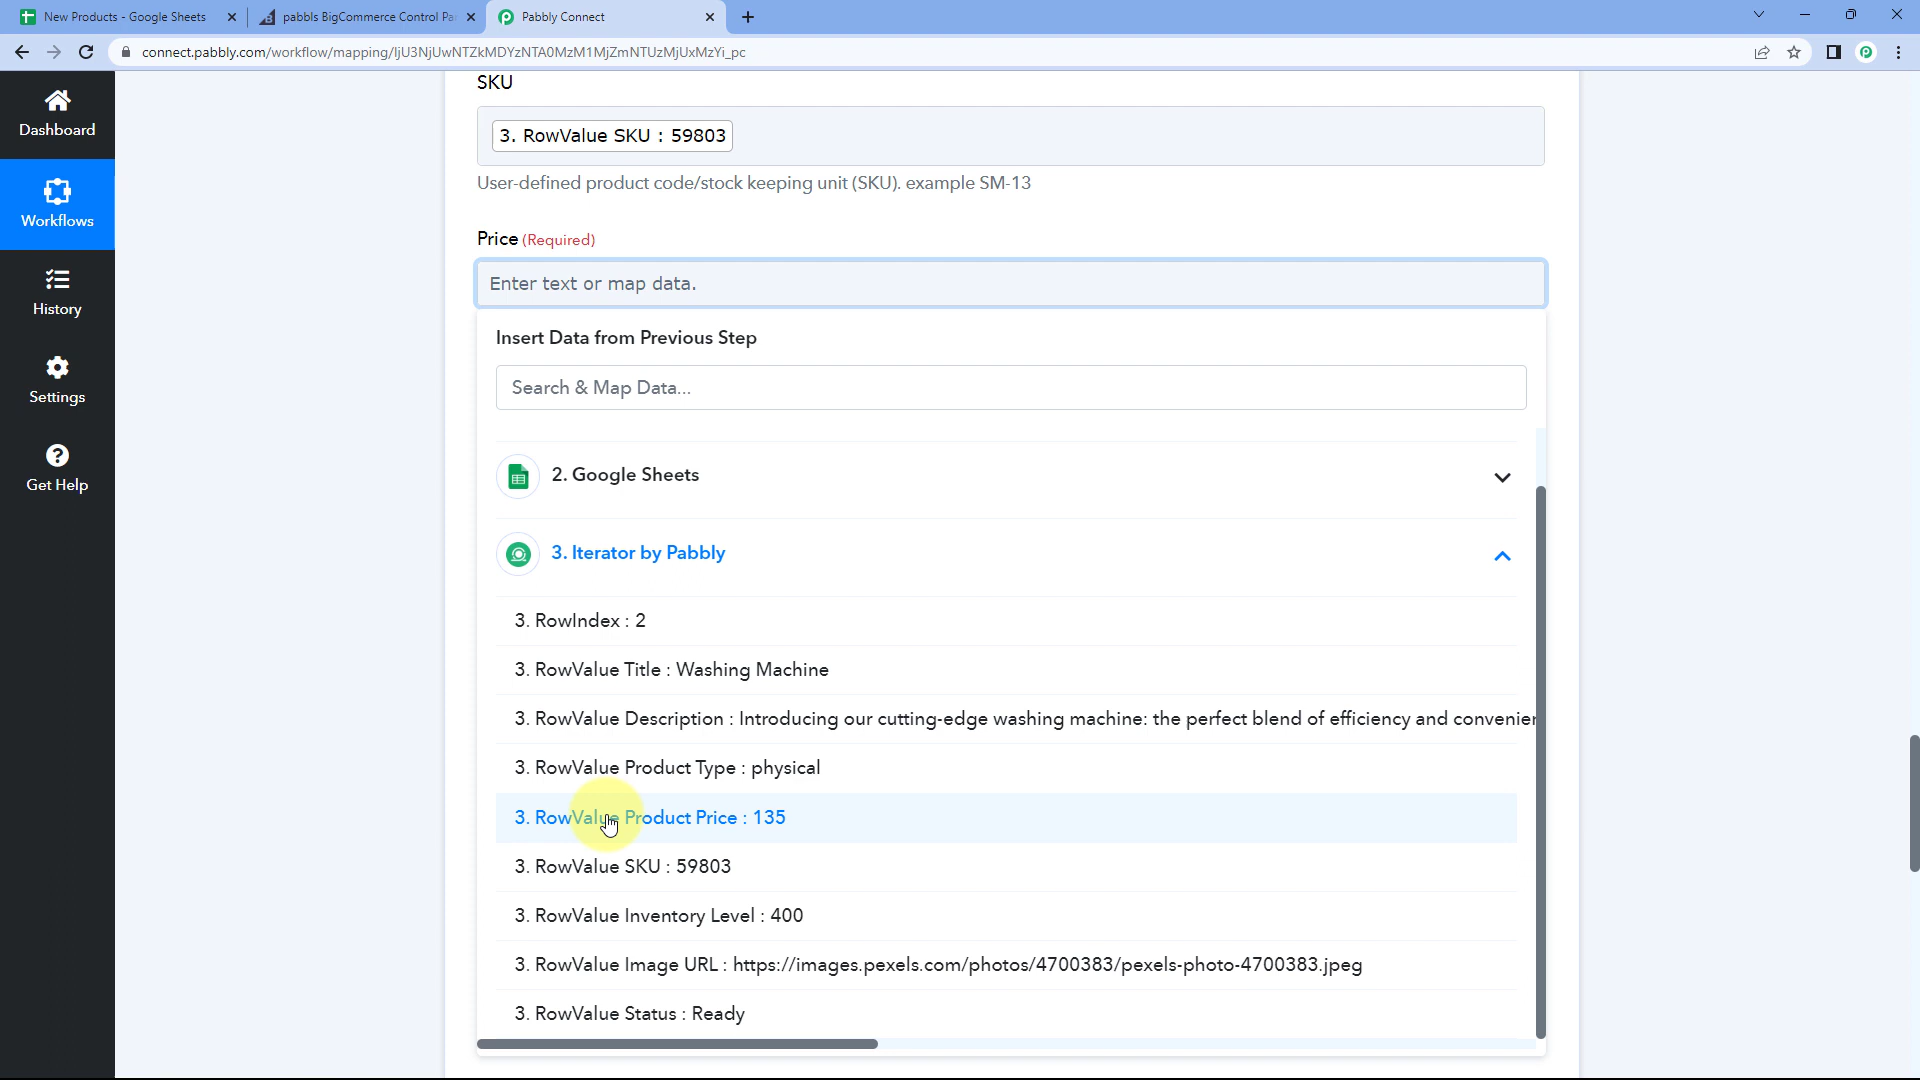 New Products - Google Sheets
pabbls BigCommerce Control Pa
Pabbly Connect
connect.pabbly.com/workflow/mapping/IjU3NjUwNTZkMDYzNTA0MzM1MjZmNTUzMjUxMzYi_pc
Dashboard
Workflows
History
Settings
Get Help
SKU
3. RowValue SKU : 59803
User-defined product code/stock keeping unit (SKU). example SM-13
Price (Required)
Enter text or map data.
Insert Data from Previous Step
Search & Map Data...
2. Google Sheets
3. Iterator by Pabbly
3. RowIndex : 2
3. RowValue Title : Washing Machine
3. RowValue Description : Introducing our cutting-edge washing machine: the perfect blend of efficiency and convenien
3. RowValue Product Type : physical
3. RowValue Product Price : 135
3. RowValue SKU : 59803
3. RowValue Inventory Level : 400
3. RowValue Image URL : https://images.pexels.com/photos/4700383/pexels-photo-4700383.jpeg
3. RowValue Status : Ready